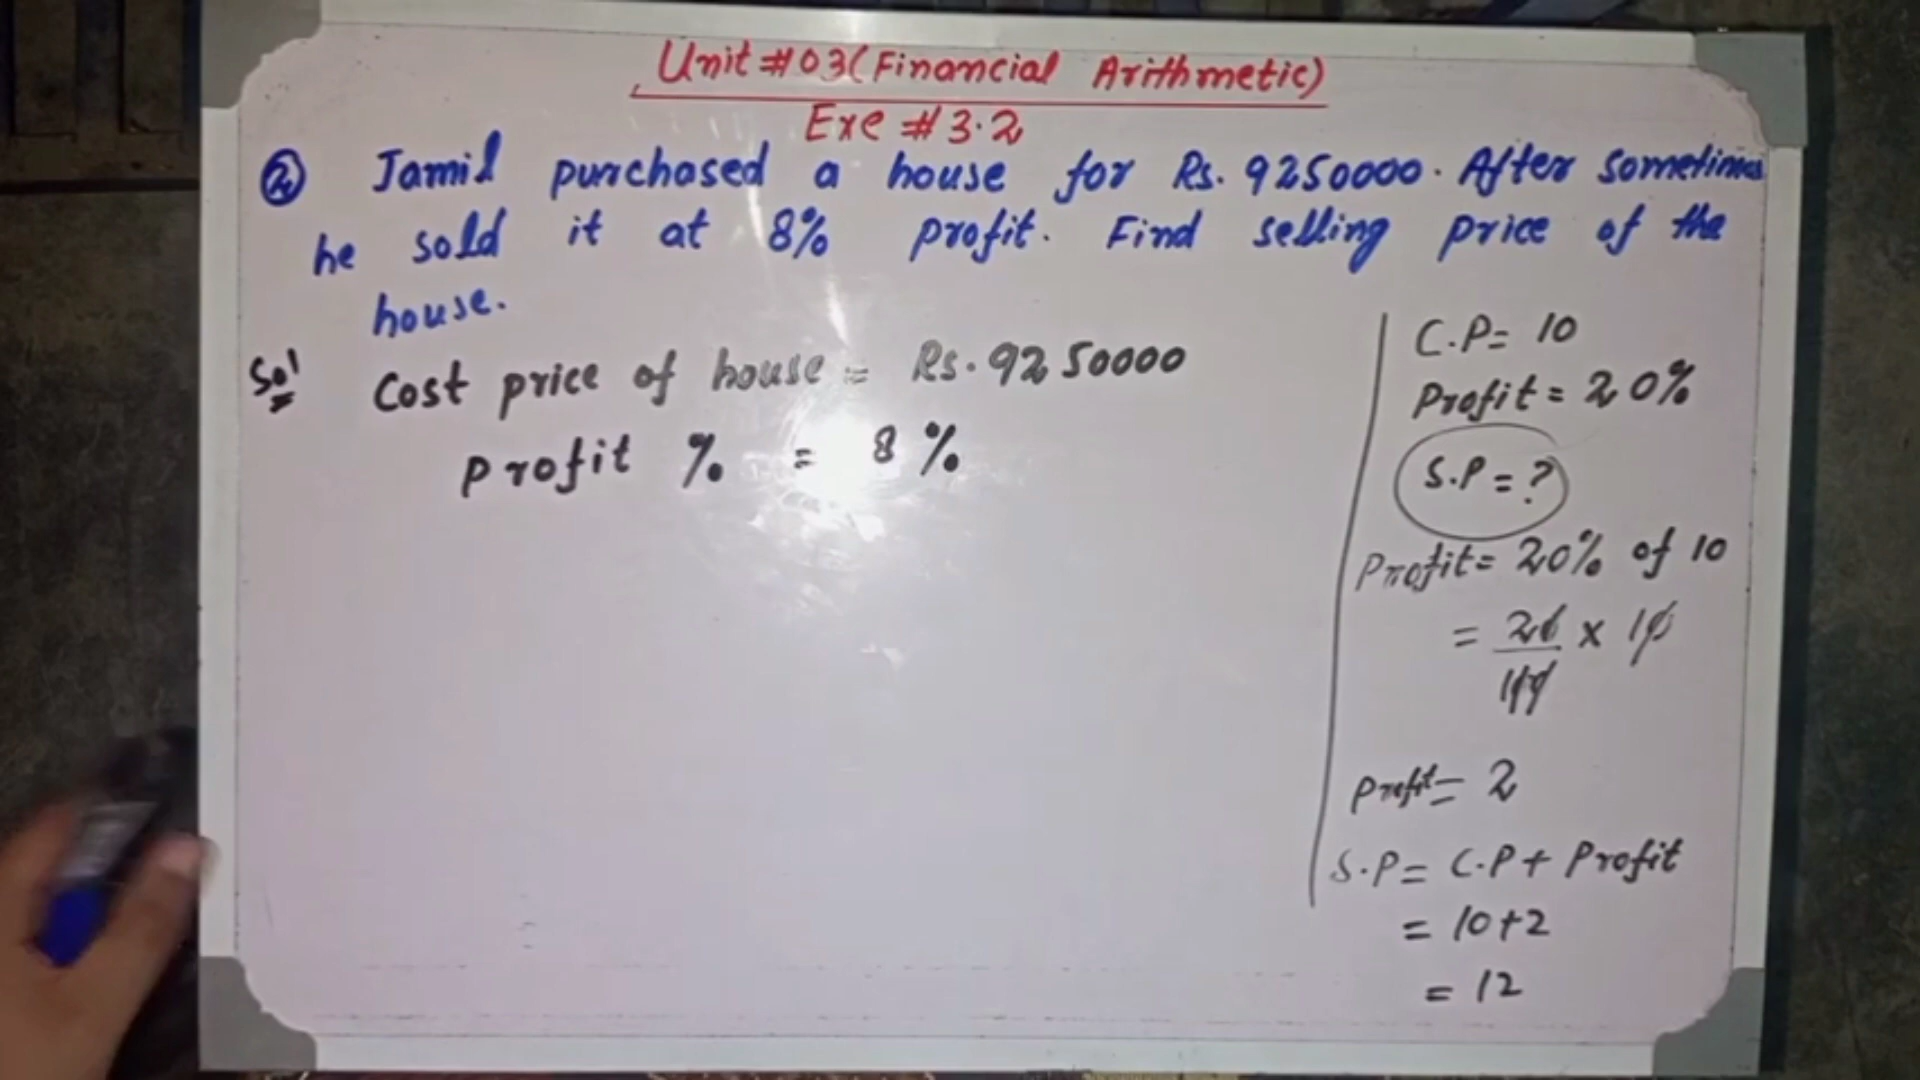 Unit #03(Financial Arithmetic)
Exe #3.2
② Jamil purchased a house for Rs. 9250000. After sometimes
he sold it at 8% profit. Find selling price of the
house.
Sol
Cost price of house = Rs. 9250000
profit % = 8%
C.P= 10
Profit = 20%
S.P = ?
Profit = 20% of 10
= 20/100 x 10
profit = 2
S.P = C.P + Profit
= 10+2
= 12